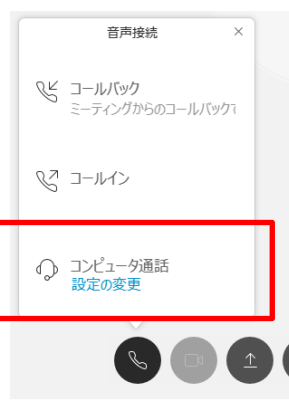 音声接続
コールバック
ミーティングからのコールバックで
コールイン
コンピュータ通話
設定の変更